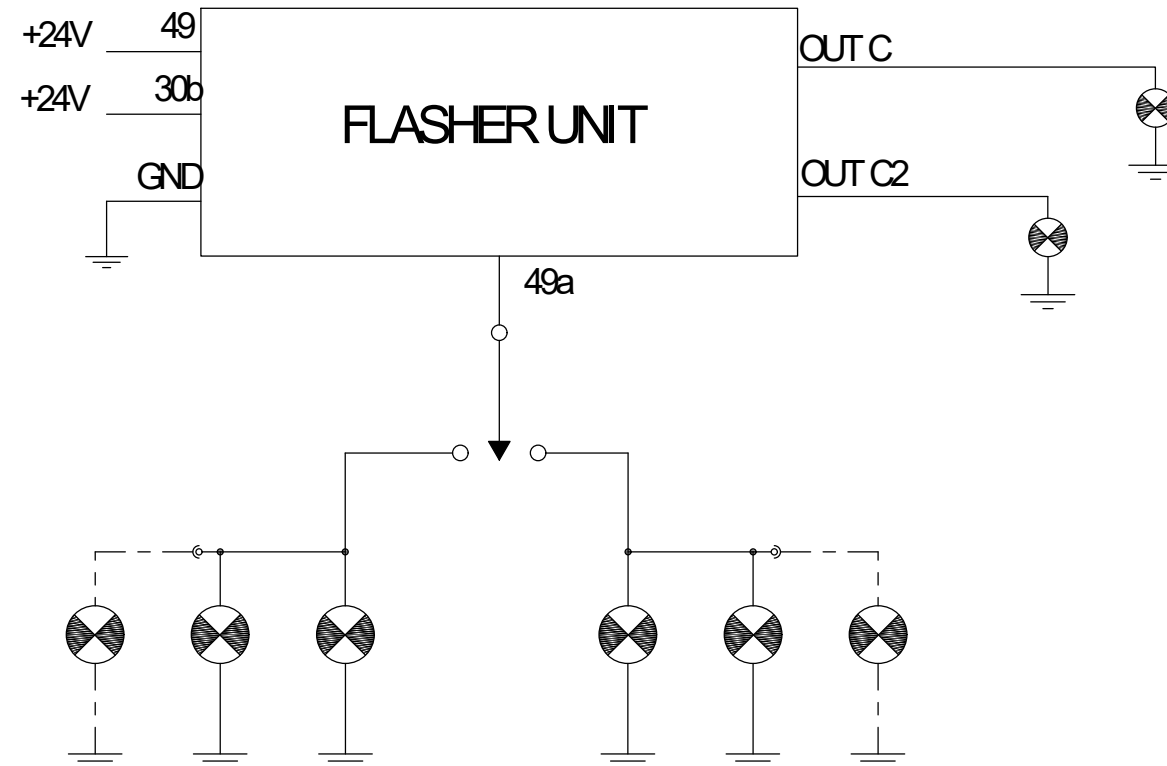 +24V
49
+24V
30b
GND
FLASHER UNIT
OUT C
OUT C2
49a